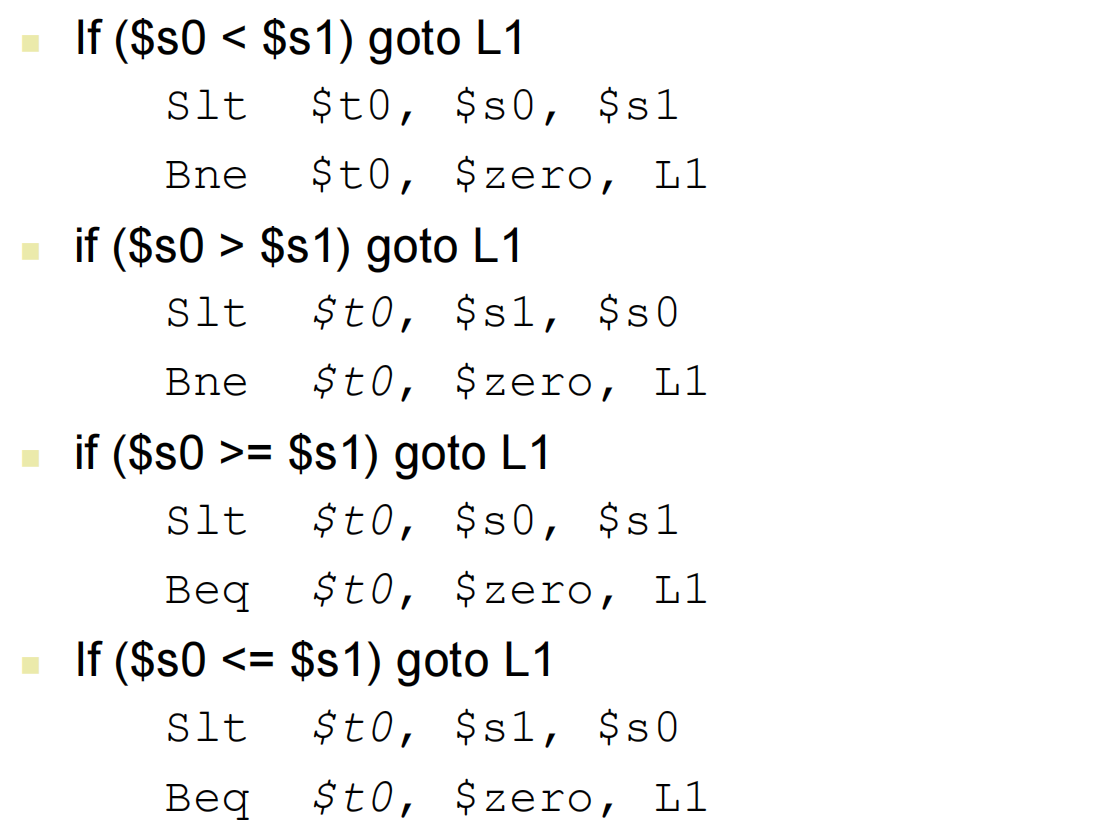 If ($s0 < $s1) goto L1
Slt $t0, $s0, $s1
Bne $t0, $zero, L1
if ($s0 > $s1) goto L1
Slt $t0, $s1, $s0
Bne $t0, $zero, L1
if ($s0 >= $s1) goto L1
Slt $t0, $s0, $s1
Beq $t0, $zero, L1
If ($s0 <= $s1) goto L1
Slt $t0, $s1, $s0
Beq $t0, $zero, L1